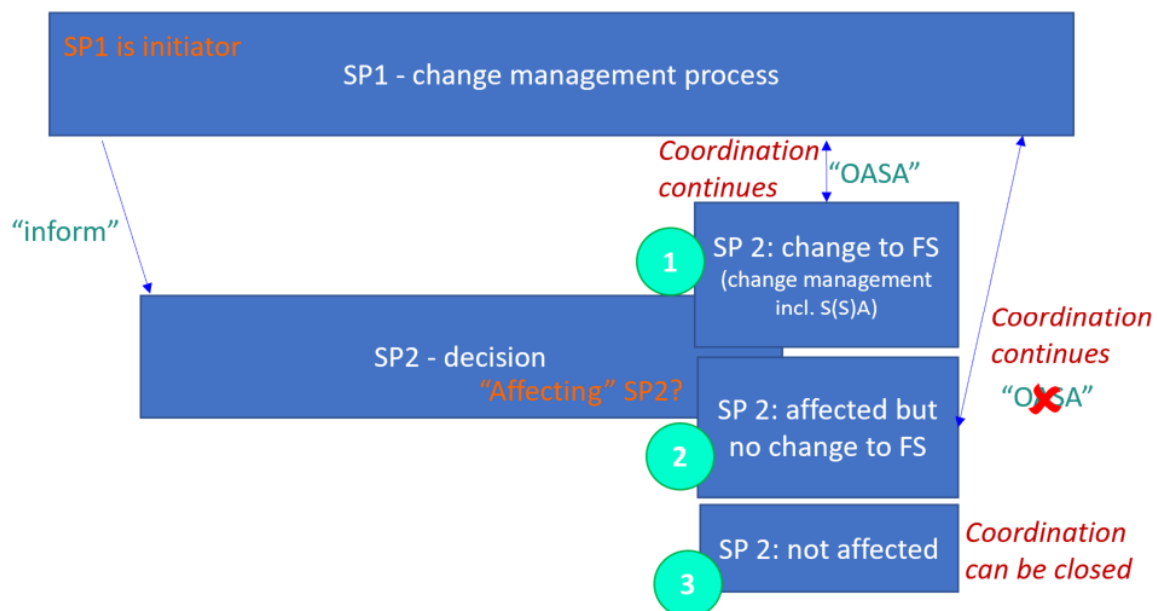 SP1 is initiator
SP1 - change management process
Coordination
continues
“OASA”
“inform”
1
SP 2: change to FS
(change management
incl. S(S)A)
SP2 - decision
“Affecting” SP2?
Coordination
continues
“OASA”
2
SP 2: affected but
no change to FS
3
SP 2: not affected
Coordination
can be closed